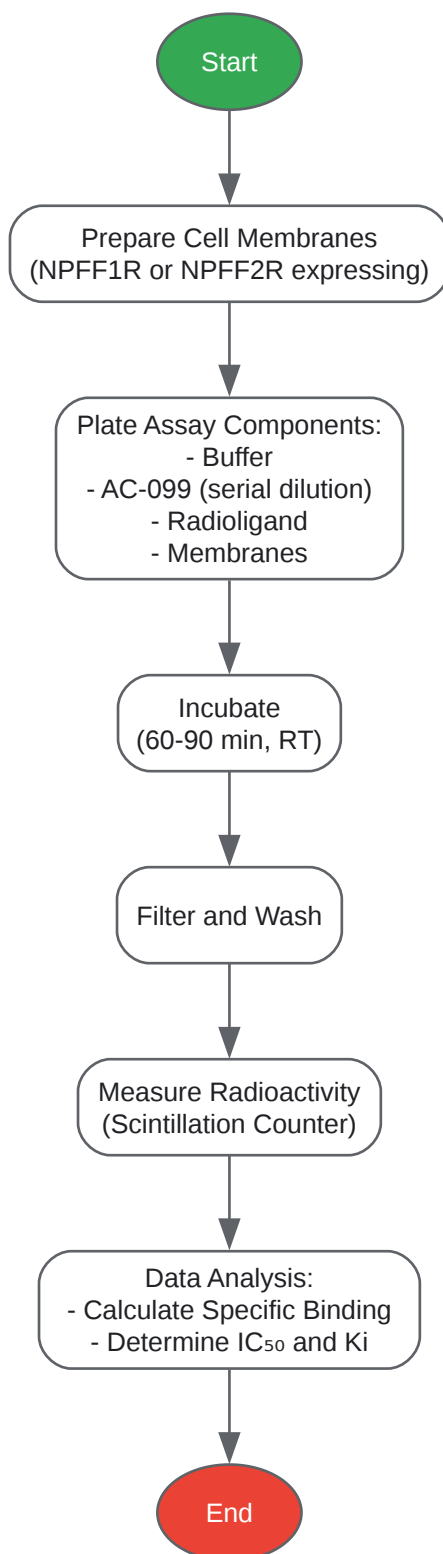 Start
Prepare Cell Membranes
(NPFF1R or NPFF2R expressing)
Plate Assay Components:
- Buffer
- AC-099 (serial dilution)
- Radioligand
- Membranes
Incubate
(60-90 min, RT)
Filter and Wash
Measure Radioactivity
(Scintillation Counter)
Data Analysis:
- Calculate Specific Binding
- Determine IC₅₀ and Ki
End